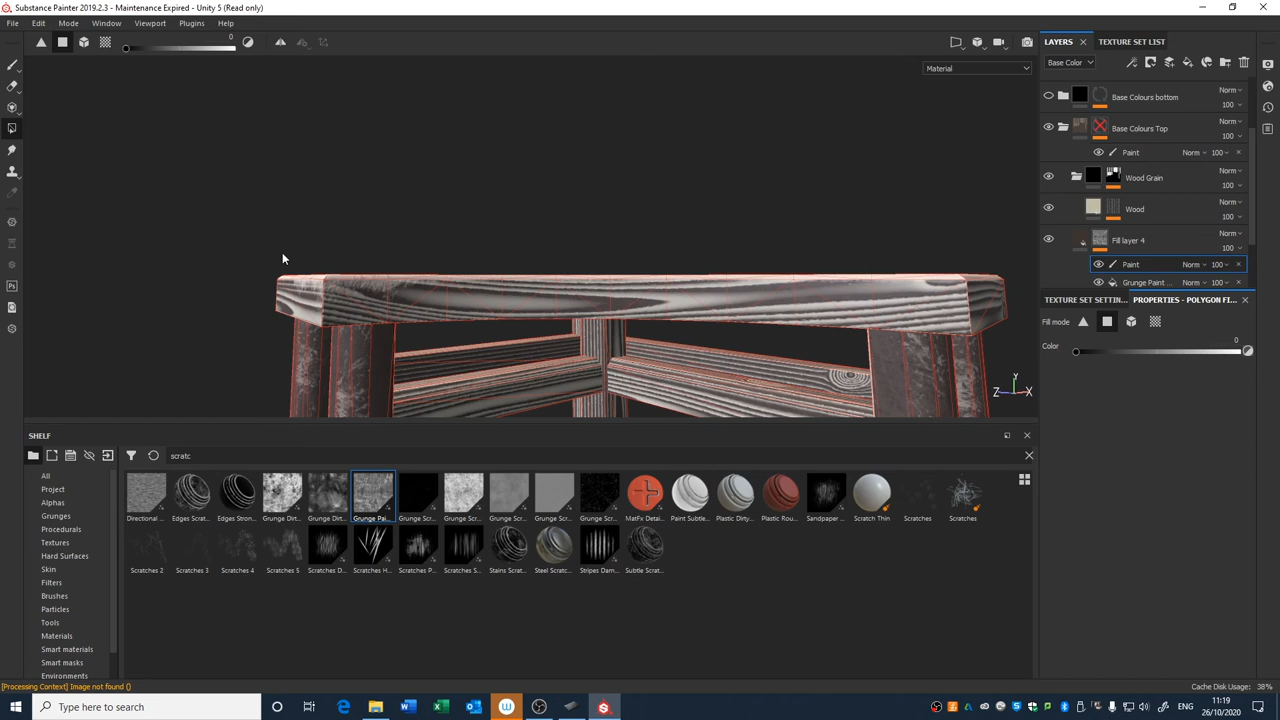 Substance Painter 2019.2.3 - Maintenance Expired - Unity 5 (Read only)
File Edit Mode Window Viewport Plugins Help
0
Material
LAYERS
TEXTURE SET LIST
Base Color
Base Colours bottom
Norm
100
Base Colours Top
Norm
100
Paint Norm 100
Wood Grain
Norm
100
Wood
Norm
100
Fill layer 4
Norm
100
Paint Norm 100
Grunge Paint ... Norm 100
TEXTURE SET SETTIN...
PROPERTIES - POLYGON FI...
Fill mode
Color
0
Y
Z X
SHELF
scratc
All
Project
Alphas
Grunges
Procedurals
Textures
Hard Surfaces
Skin
Filters
Brushes
Particles
Tools
Materials
Smart materials
Smart masks
Environments
Directional ... Edges Scrat... Edges Stron... Grunge Dirt... Grunge Dirt... Grunge Pai... Grunge Scr... Grunge Scr... Grunge Scr... Grunge Scr... Grunge Scr... MatFx Detai... Paint Subtle... Plastic Dirty... Plastic Rou... Sandpaper ... Scratch Thin Scratches Scratches
Scratches 2 Scratches 3 Scratches 4 Scratches 5 Scratches D... Scratches H... Scratches P... Scratches S... Stains Scrat... Steel Scratc... Stripes Dam... Subtle Scrat...
[Processing Context] Image not found ()
Cache Disk Usage: 38%
Type here to search
11:19
26/10/2020